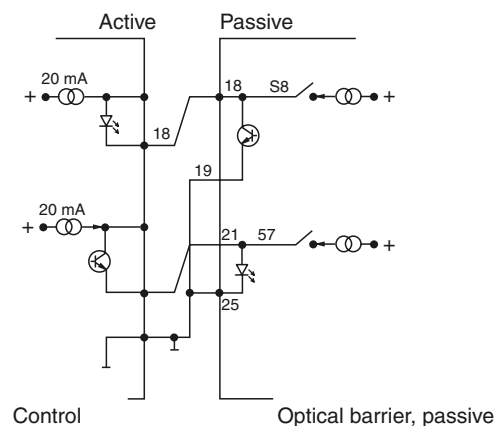 Active
Passive
20 mA
+
18
18
S8
+
19
20 mA
+
21
57
+
25
Control
Optical barrier, passive